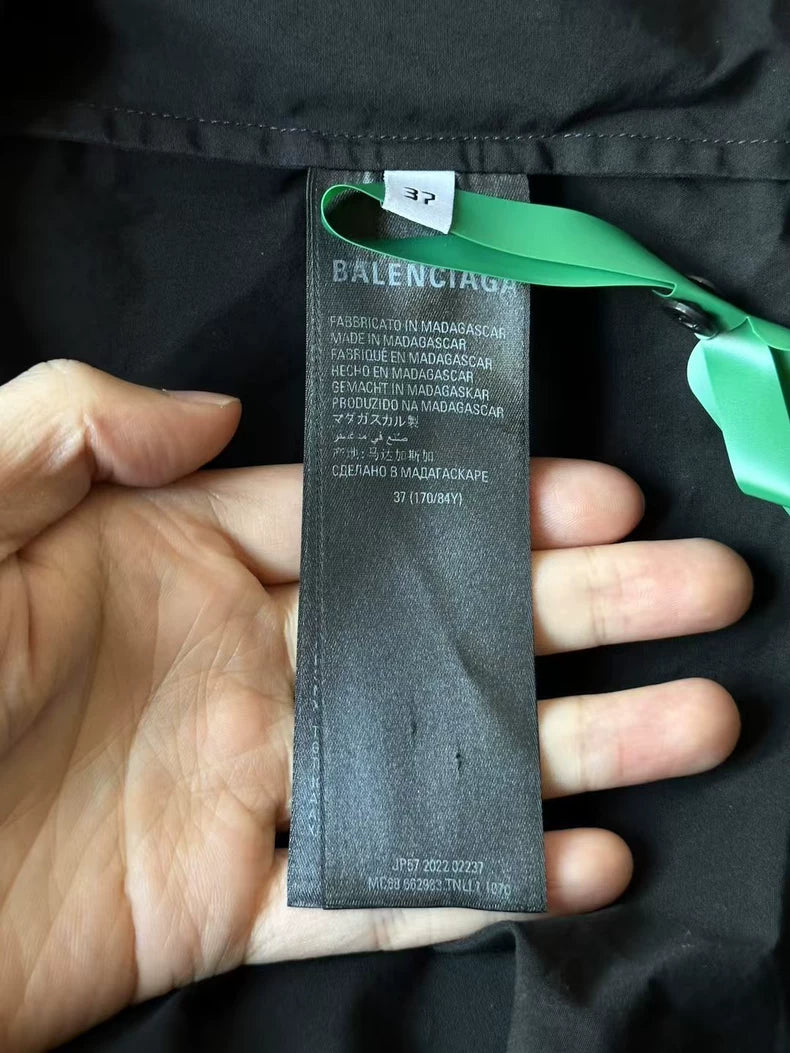 37
BALENCIAGA
FABBRICATO IN MADAGASCAR
MADE IN MADAGASCAR
FABRIQUÉ EN MADAGASCAR
HECHO EN MADAGASCAR
GEMACHT IN MADAGASKAR
PRODUZIDO NA MADAGASCAR
マダガスカル製
صنع في مدغشقر
产地:马达加斯加
СДЕЛАНО В МАДАГАСКАРЕ
37 (170/84Y)
JP57 2022 02237
662983 1070